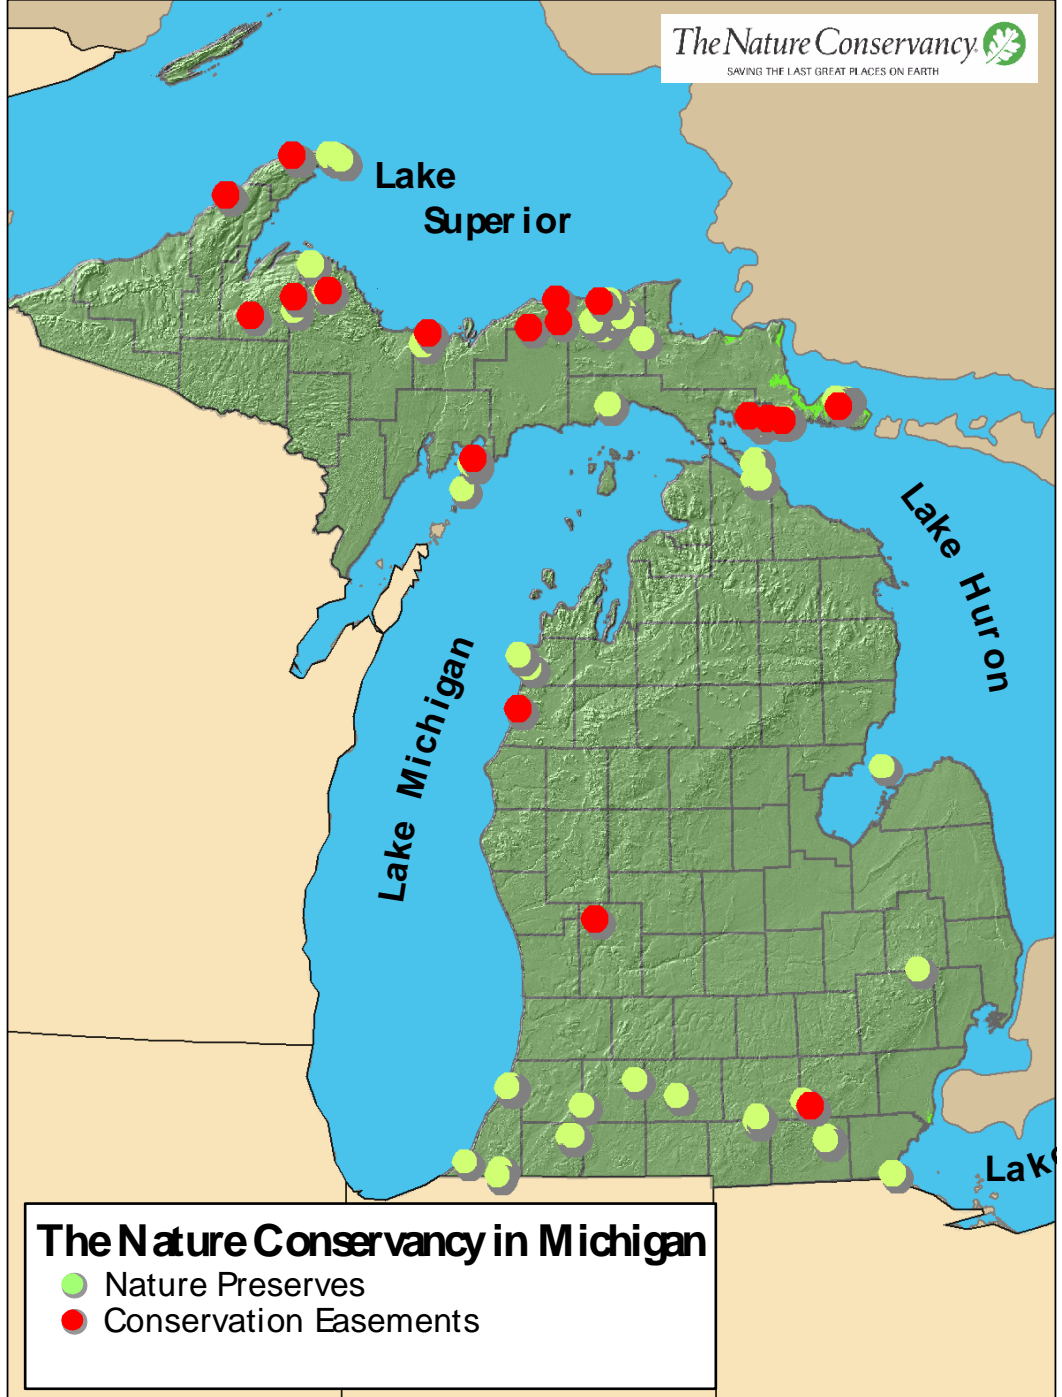 The Nature Conservancy
SAVING THE LAST GREAT PLACES ON EARTH
Lake
Superior
Lake Huron
Lake Michigan
Lake
The Nature Conservancy in Michigan
Nature Preserves
Conservation Easements